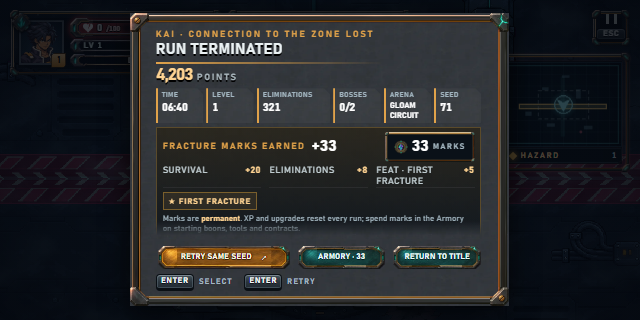 KAI · CONNECTION TO THE ZONE LOST
RUN TERMINATED
4,203 POINTS
TIME
06:40
LEVEL
1
ELIMINATIONS
321
BOSSES
0/2
ARENA
GLOAM CIRCUIT
SEED
71
FRACTURE MARKS EARNED +33
33 MARKS
SURVIVAL +20
ELIMINATIONS +8
FEAT · FIRST FRACTURE +5
★ FIRST FRACTURE
Marks are permanent. XP and upgrades reset every run; spend marks in the Armory
on starting boons, tools and contracts.
RETRY SAME SEED
ARMORY · 33
RETURN TO TITLE
ENTER SELECT
ENTER RETRY
0 /100
LV 1
1
ESC
HAZARD 1